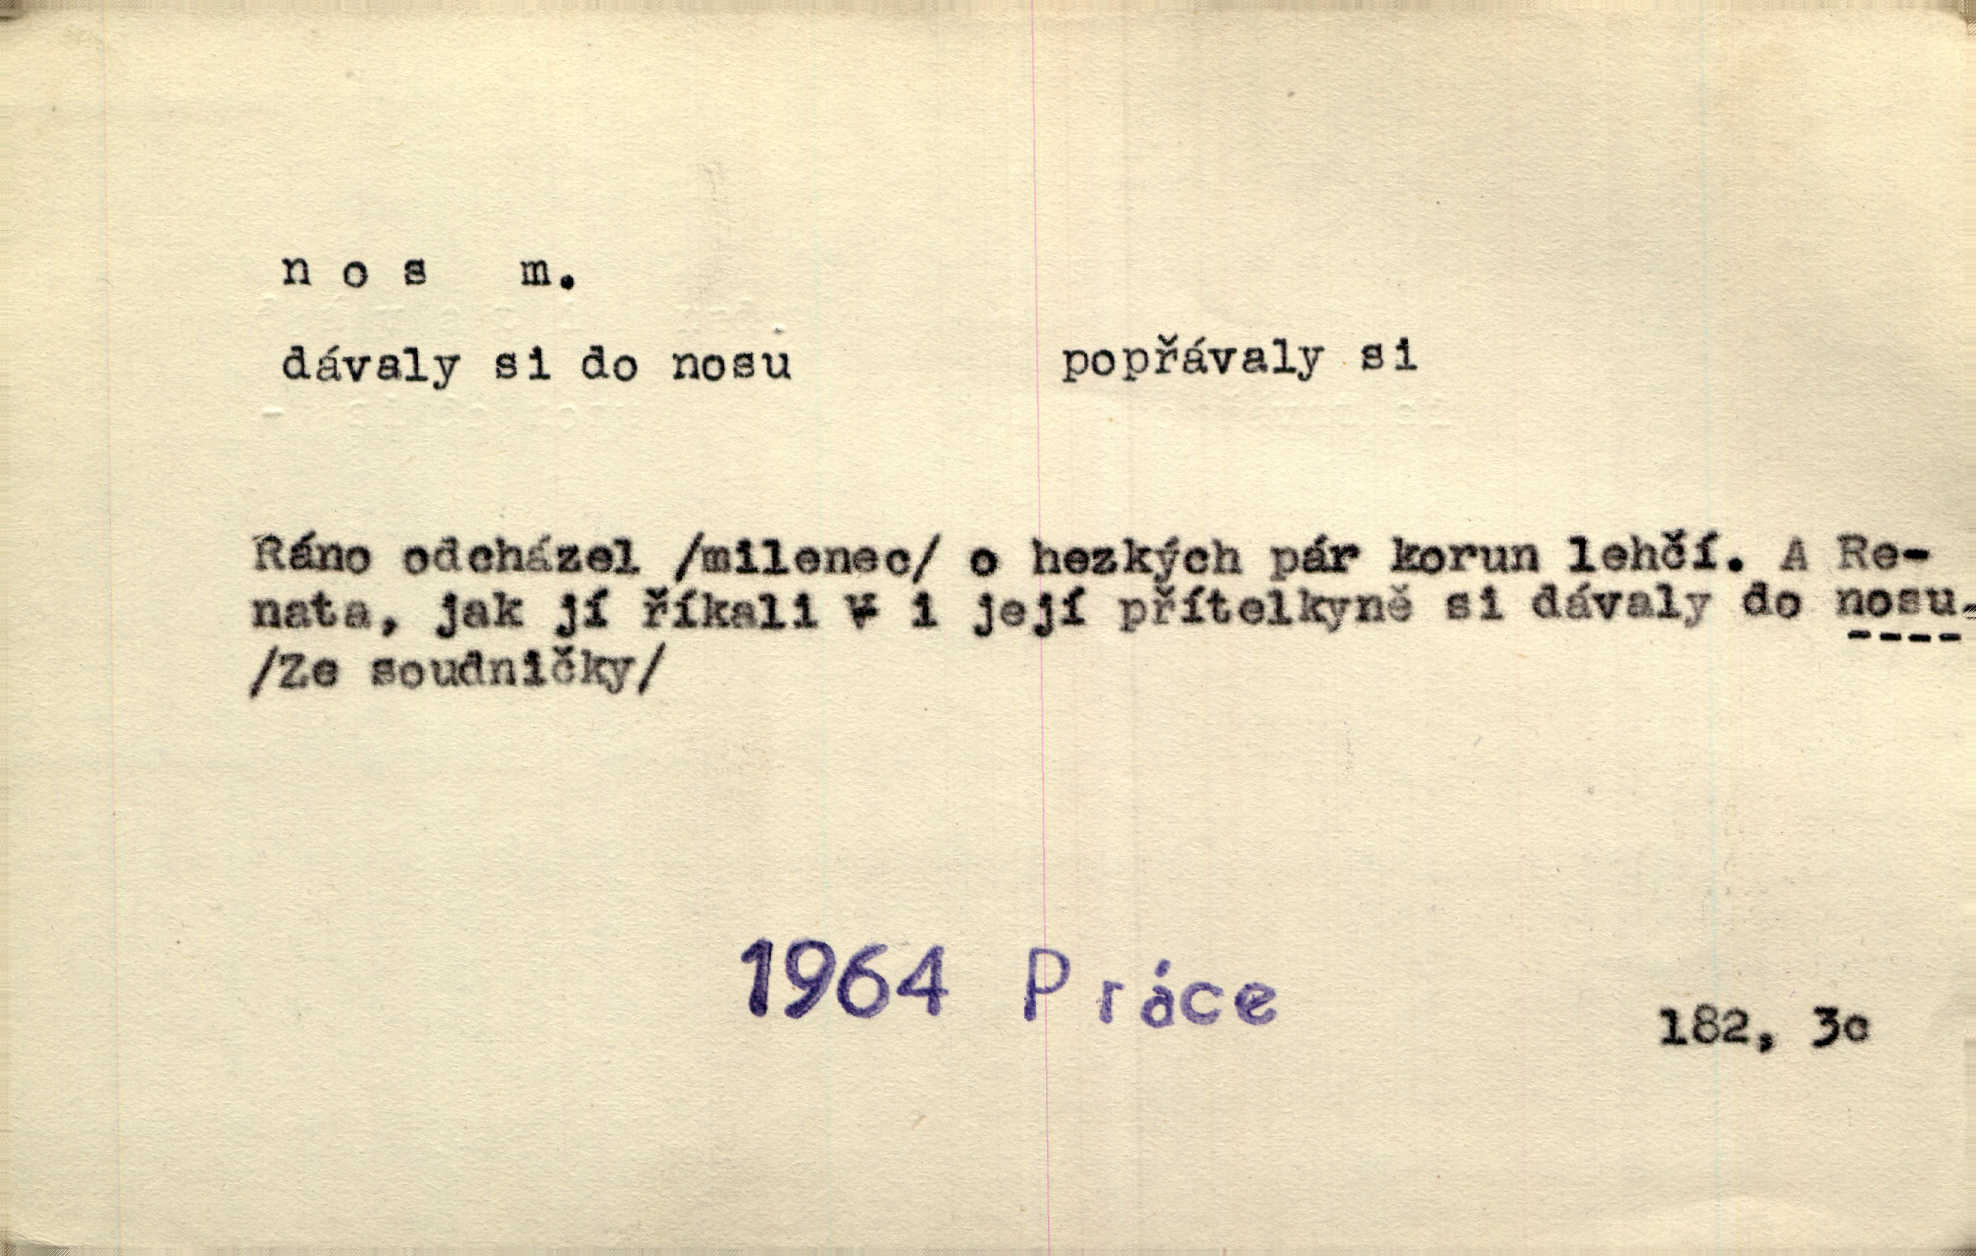 n o s m.
dávaly si do nosu popřávaly si
Ráno odcházel /milenec/ o hezkých pár korun lehčí. A Re-
nata, jak jí říkali i její přítelkyně si dávaly do nosu.
/Ze soudničky/
1964 Práce
182, 3c